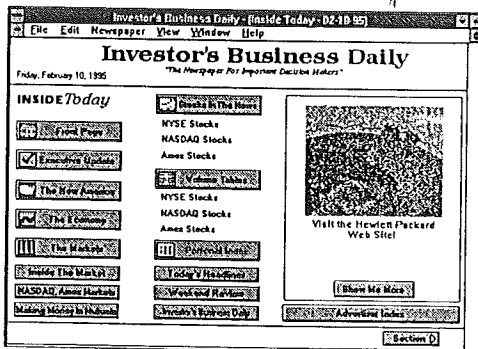 Investor's Business Daily - [Inside Today - 02-10-95]
File Edit Newspaper View Window Help
Investor's Business Daily
Friday, February 10, 1995
"The Newspaper For Important Decision Makers"
INSIDE Today
Front Page
Executive Update
The New America
The Economy
The Markets
Inside The Market
NASDAQ, Amex Markets
Making Money In Mutuals
Stocks In The News
NYSE Stocks
NASDAQ Stocks
Amex Stocks
Volume Tables
NYSE Stocks
NASDAQ Stocks
Amex Stocks
Today's Headlines
Weekend Review
Investor's Business Daily
Visit the Hewlett Packard
Web Site!
Show Me More
Advertiser Index
Section